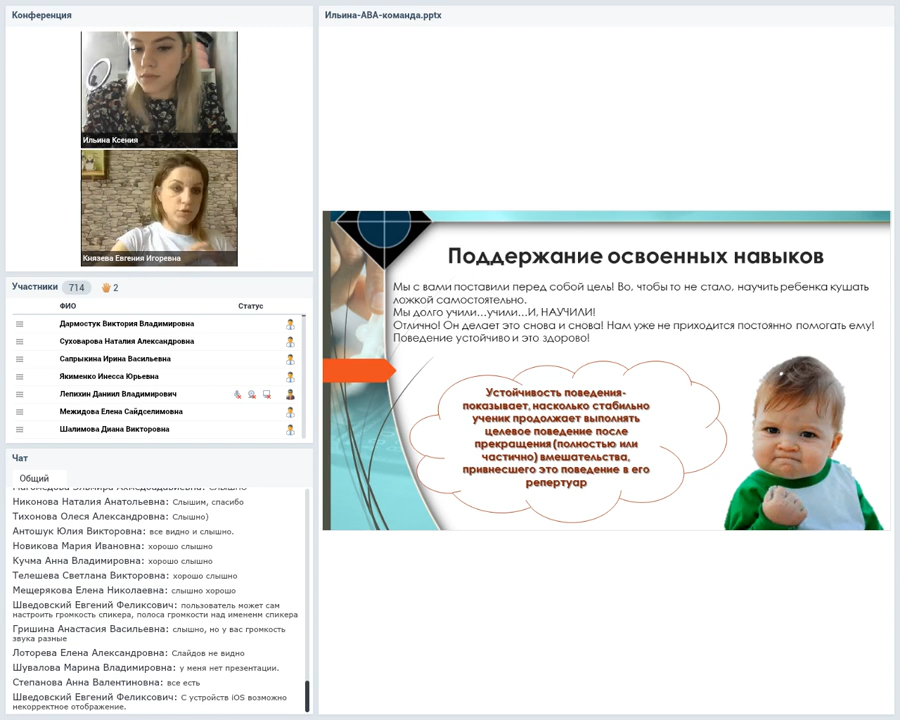 Конференция
Ильина Ксения
Князева Евгения Игоревна
Участники 714 2
ФИО Статус
Дармостук Виктория Владимировна
Суховарова Наталия Александровна
Сапрыкина Ирина Васильевна
Якименко Инесса Юрьевна
Лепихин Даниил Владимирович
Межидова Елена Сайдселимовна
Шалимова Диана Викторовна
Чат
Общий
Никонова Наталия Анатольевна: Слышим, спасибо
Тихонова Олеся Александровна: Слышно)
Антошук Юлия Викторовна: все видно и слышно.
Новикова Мария Ивановна: хорошо слышно
Кучма Анна Владимировна: хорошо слышно
Телешева Светлана Викторовна: хорошо слышно
Мещерякова Елена Николаевна: слышно хорошо
Шведовский Евгений Феликсович: пользователь может сам
настроить громкость спикера, полоса громкости над именемн спикера
Гришина Анастасия Васильевна: слышно, но у вас громкость
звука разные
Лоторева Елена Александровна: Слайдов не видно
Шувалова Марина Владимировна: у меня нет презентации.
Степанова Анна Валентиновна: все есть
Шведовский Евгений Феликсович: С устройств iOS возможно
некорректное отображение.
Ильина-АВА-команда.pptx
Поддержание освоенных навыков
Мы с вами поставили перед собой цель! Во, чтобы то не стало, научить ребенка кушать
ложкой самостоятельно.
Мы долго учили...учили...И, НАУЧИЛИ!
Отлично! Он делает это снова и снова! Нам уже не приходится постоянно помогать ему!
Поведение устойчиво и это здорово!
Устойчивость поведения-
показывает, насколько стабильно
ученик продолжает выполнять
целевое поведение после
прекращения (полностью или
частично) вмешательства,
привнесшего это поведение в его
репертуар